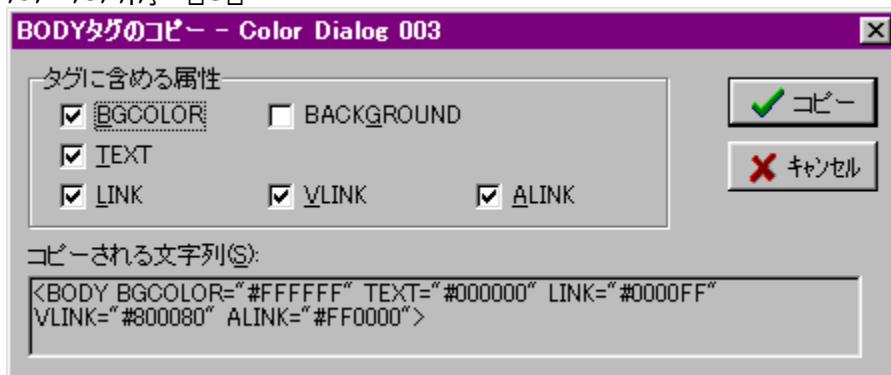 BODYタグのコピー - Color Dialog 003
タグに含める属性
BGCOLOR BACKGROUND
TEXT
LINK VLINK ALINK
コピー
キャンセル
コピーされる文字列(S):
<BODY BGCOLOR="#FFFFFF" TEXT="#000000" LINK="#0000FF"
VLINK="#800080" ALINK="#FF0000">